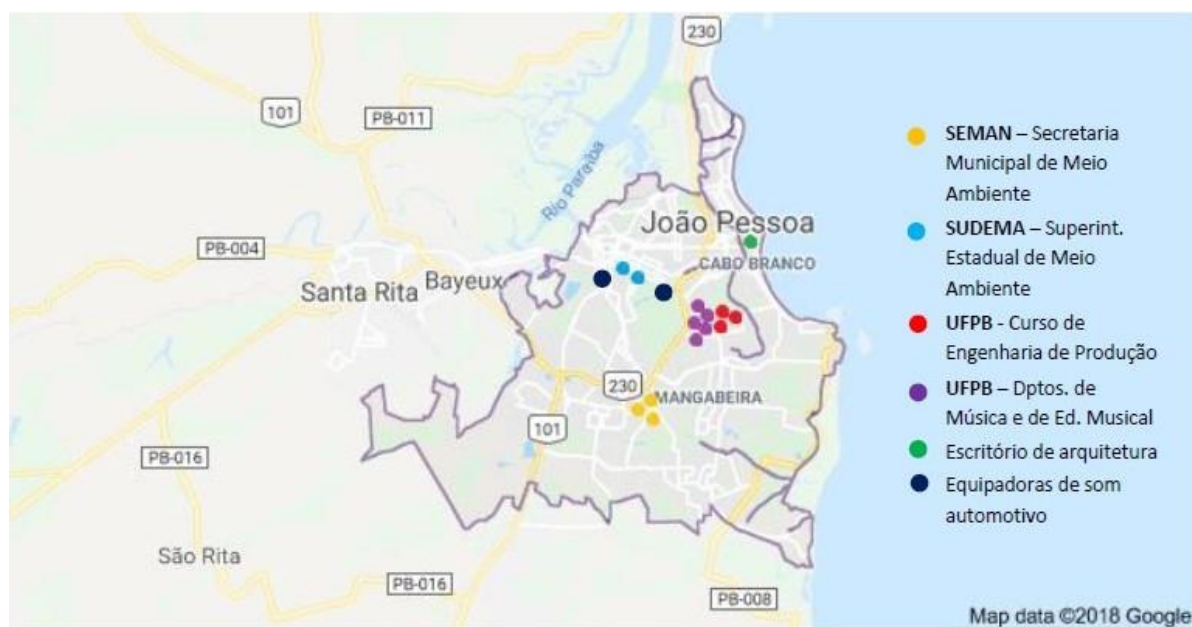 230
101
PB-011
Rio Paraíba
João Pessoa
PB-004
CABO BRANCO
Bayeux
Santa Rita
230
MANGABEIRA
101
PB-016
São Rita
PB-016
PB-008
SEMAN – Secretaria
Municipal de Meio
Ambiente
SUDEMA – Superint.
Estadual de Meio
Ambiente
UFPB - Curso de
Engenharia de Produção
UFPB – Dptos. de
Música e de Ed. Musical
Escritório de arquitetura
Equipadoras de som
automotivo
Map data ©2018 Google